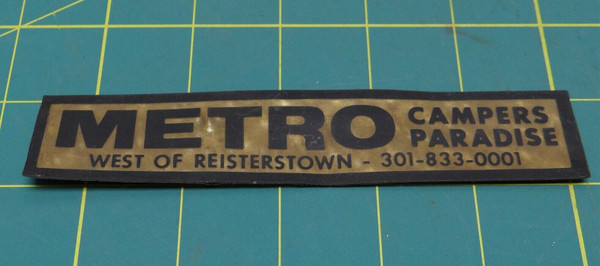 METRO CAMPERS PARADISE
WEST OF REISTERSTOWN - 301-833-0001